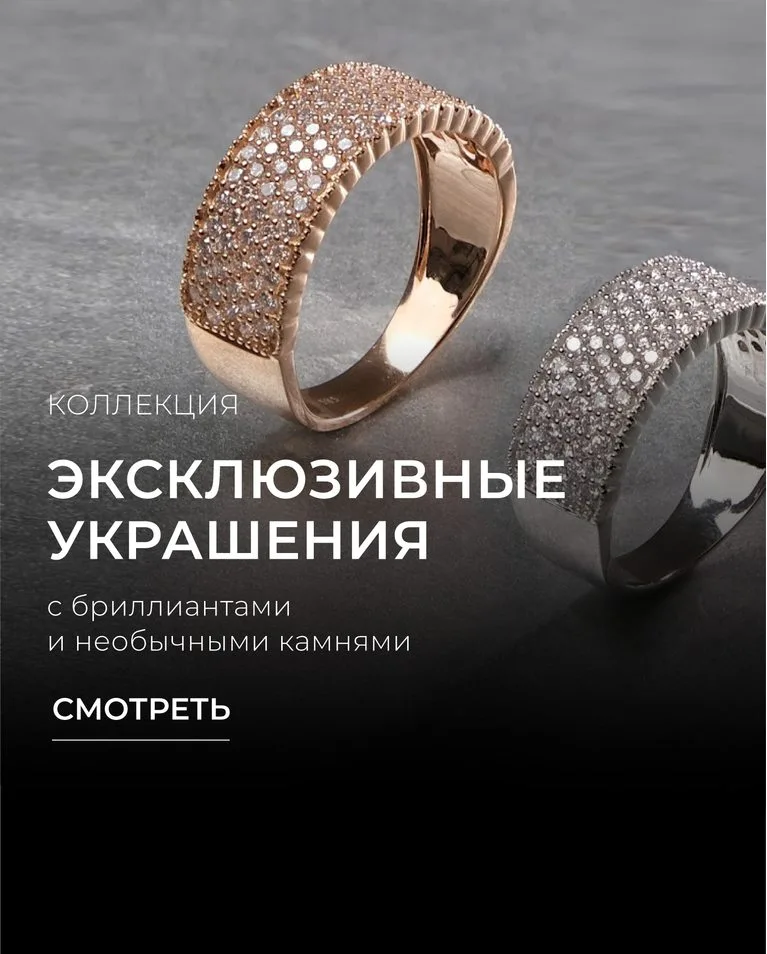 КОЛЛЕКЦИЯ
ЭКСКЛЮЗИВНЫЕ
УКРАШЕНИЯ
с бриллиантами
и необычными камнями
СМОТРЕТЬ